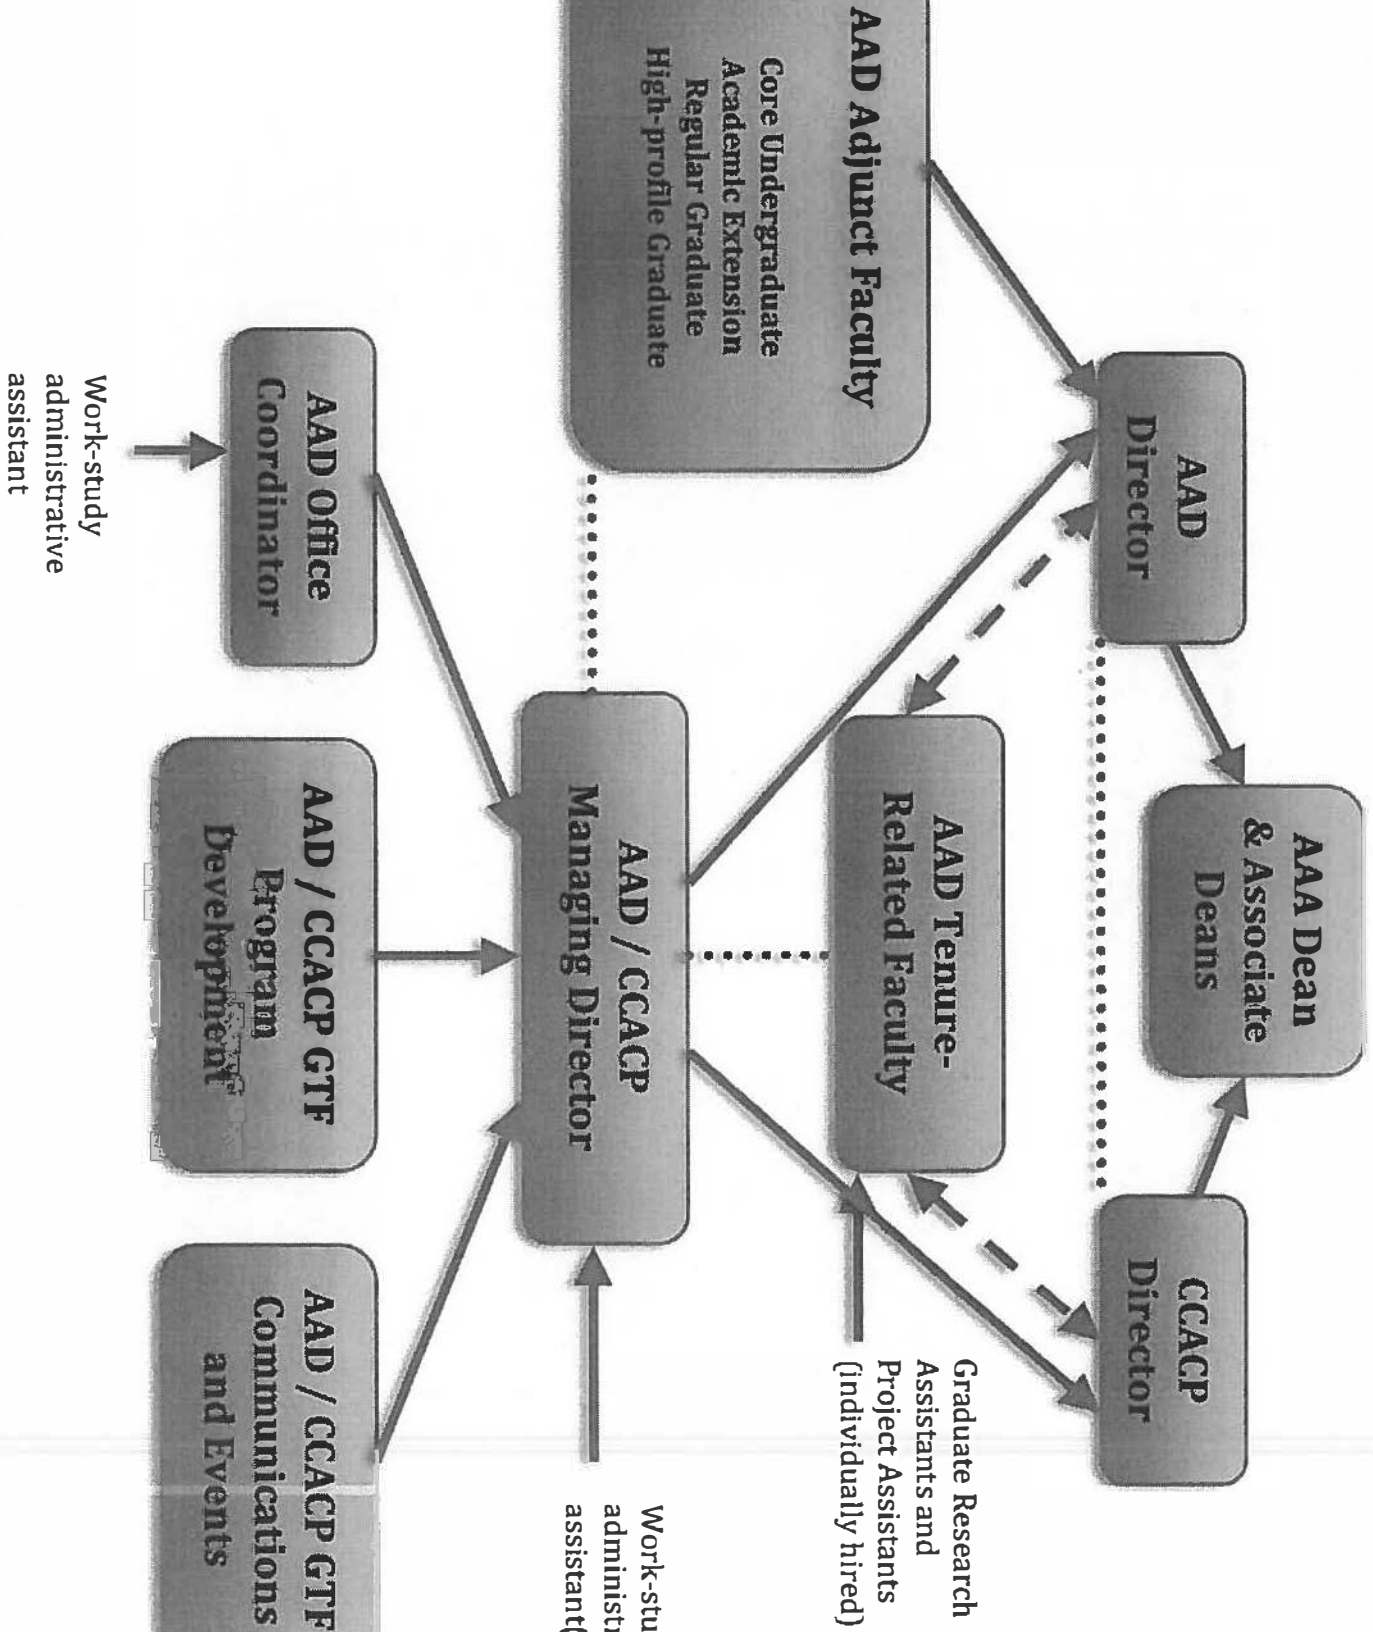 AAA Dean
& Associate
Deans
AAD
Director
CCACP
Director
AAD Adjunct Faculty
Core Undergraduate
Academic Extension
Regular Graduate
High-profile Graduate
AAD Tenure-
Related Faculty
Graduate Research
Assistants and
Project Assistants
(individually hired)
AAD / CCACP
Managing Director
AAD Office
Coordinator
Work-study
administrative
assistant
AAD / CCACP GTF
Program
Development
AAD / CCACP GTF
Communications
and Events